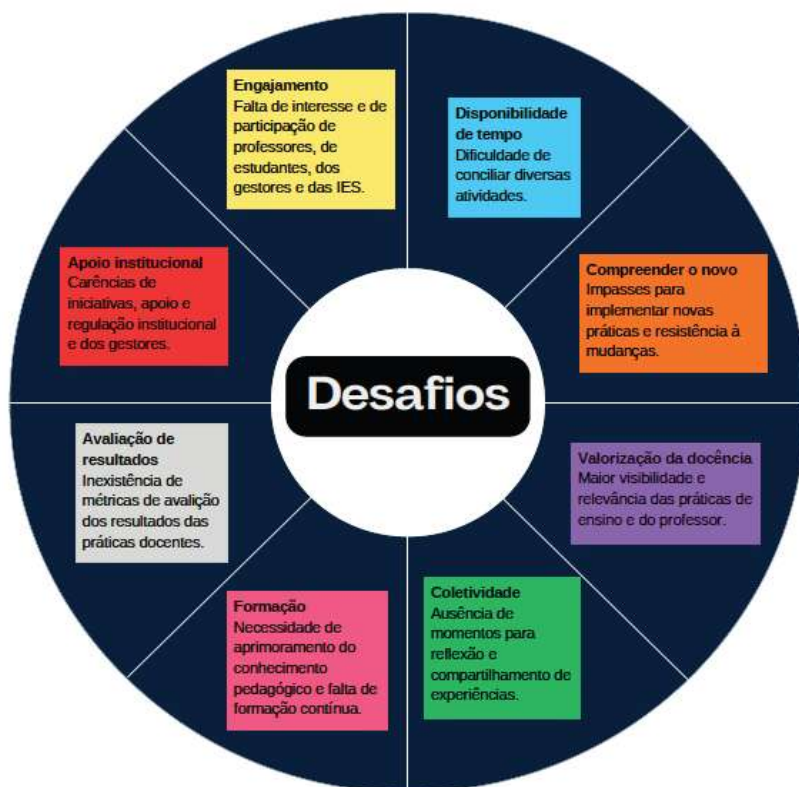 Engajamento
Falta de interesse e de
participação de
professores, de
estudantes, dos
gestores e das IES.
Disponibilidade
de tempo
Dificuldade de
conciliar diversas
atividades.
Apoio institucional
Carências de
iniciativas, apoio e
regulação institucional
e dos gestores.
Compreender o novo
Impasses para
implementar novas
práticas e resistência à
mudanças.
Desafios
Avaliação de
resultados
Inexistência de
métricas de avalição
dos resultados das
práticas docentes.
Valorização da docência
Maior visibilidade e
relevância das práticas de
ensino e do professor.
Formação
Necessidade de
aprimoramento do
conhecimento
pedagógico e falta de
formação contínua.
Coletividade
Ausência de
momentos para
reflexão e
compartilhamento de
experiências.